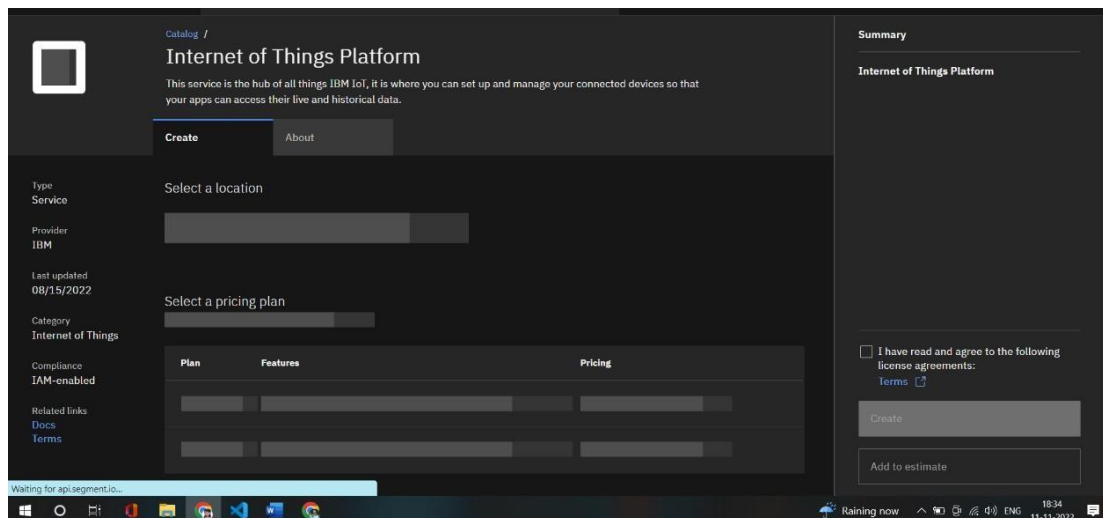 Catalog /
Internet of Things Platform
This service is the hub of all things IBM IoT, it is where you can set up and manage your connected devices so that
your apps can access their live and historical data.
Create
About
Type
Service
Provider
IBM
Last updated
08/15/2022
Category
Internet of Things
Compliance
IAM-enabled
Related links
Docs
Terms
Select a location
Select a pricing plan
Plan Features Pricing
Summary
Internet of Things Platform
I have read and agree to the following
license agreements:
Terms
Create
Add to estimate
Waiting for api.segment.io...
Raining now
ENG
18:34
11-11-2022